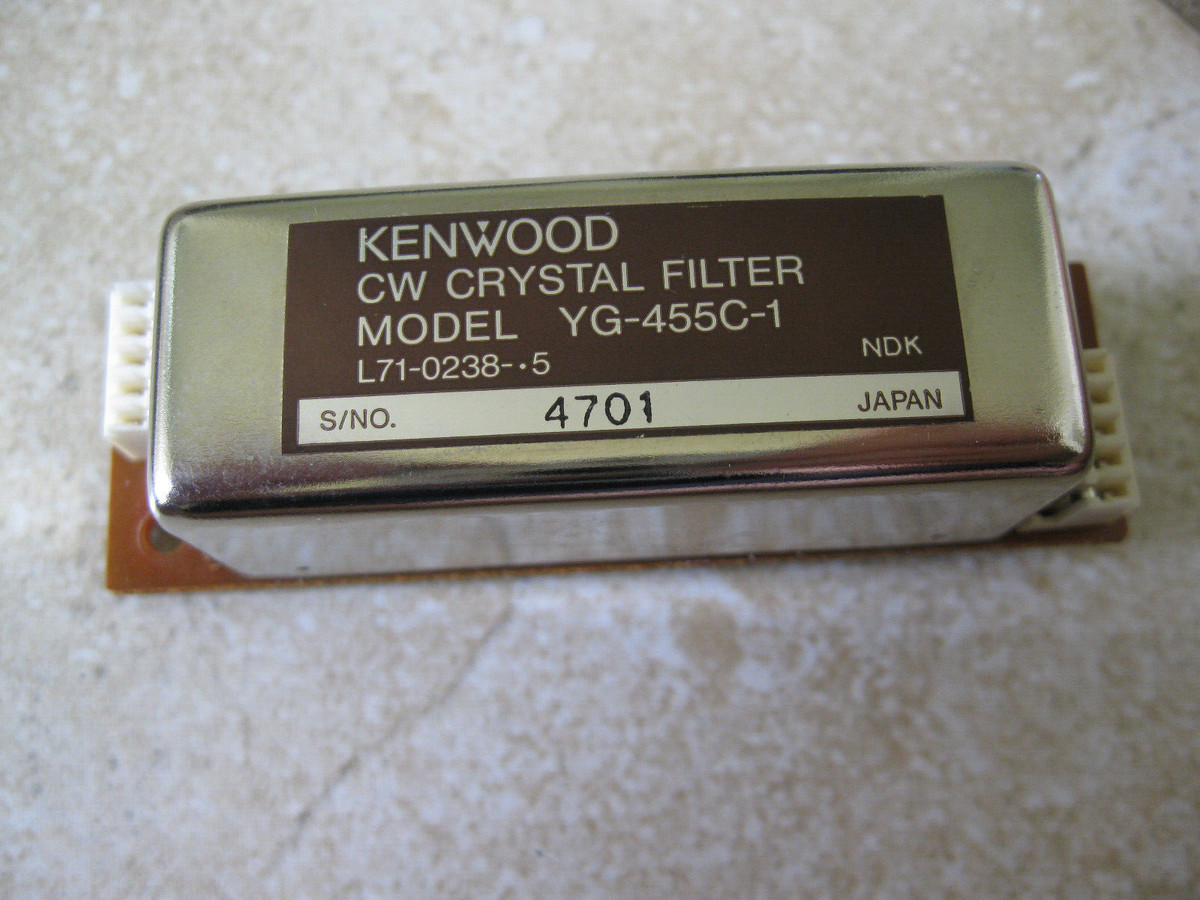 KENWOOD
CW CRYSTAL FILTER
MODEL YG-455C-1
L71-0238-·5
NDK
S/NO. 4701 JAPAN